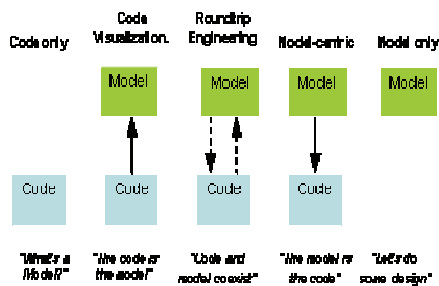 Code only
Code
Visualization.
Roundtrip
Engineering
Model-centric
Model only
Model
Model
Model
Model
Code
Code
Code
Code
"What's a
Model?"
"The code is
the model"
"Code and
model coexist"
"The model is
the code"
"Let's do
some design"